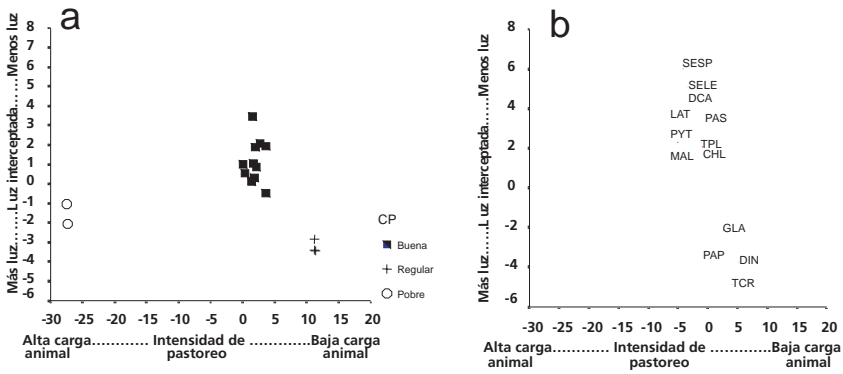 a
8
7
6
5
4
3
2
1
0
-1
-2
-3
-4
-5
-6
Más luz.......Luz interceptada......Menos luz
-30 -25 -20 -15 -10 -5 0 5 10 15 20
Alta carga............ Intensidad de .............Baja carga
animal pastoreo animal
CP
Buena
Regular
Pobre
b
8
6
4
2
0
-2
-4
-6
Más luz......Luz interceptada......Menos luz
SESP
SELE
DCA
LAT PAS
PYT TPL
MAL CHL
GLA
PAP DIN
TCR
-30 -25 -20 -15 -10 -5 0 5 10 15 20
Alta carga............ Intensidad de .............Baja carga
animal pastoreo animal